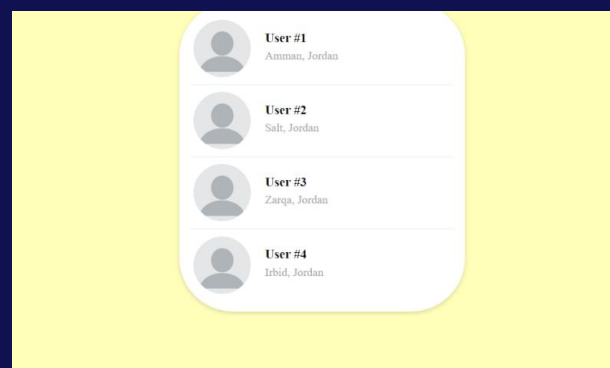 User #1
Amman, Jordan
User #2
Salt, Jordan
User #3
Zarqa, Jordan
User #4
Irbid, Jordan